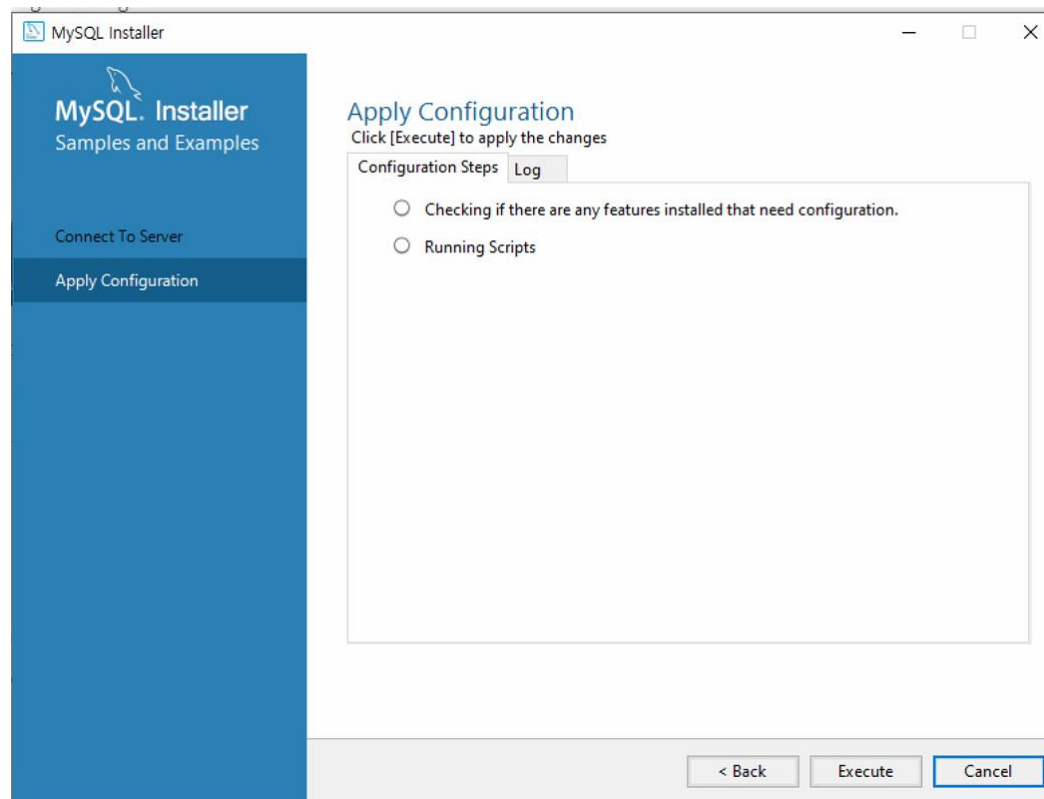 MySQL Installer
MySQL. Installer
Samples and Examples
Connect To Server
Apply Configuration
Apply Configuration
Click [Execute] to apply the changes
Configuration Steps Log
Checking if there are any features installed that need configuration.
Running Scripts
< Back Execute Cancel